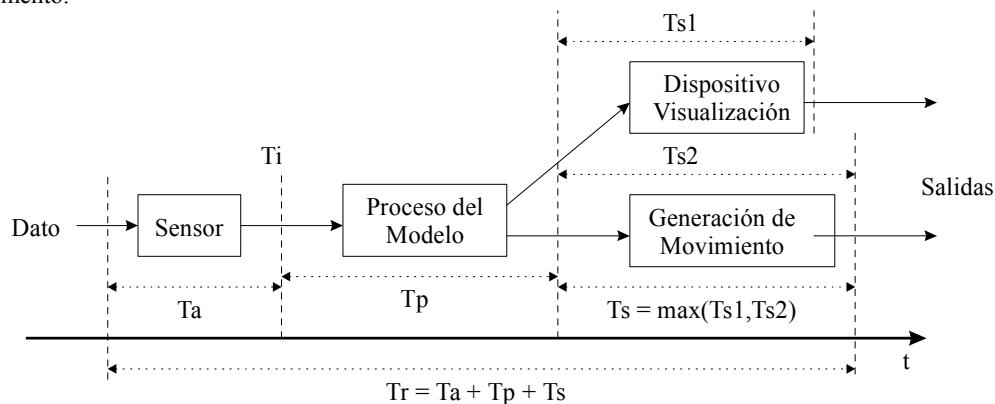 Ts1
Dispositivo
Visualización
Ti
Ts2
Salidas
Dato
Sensor
Proceso del
Modelo
Generación de
Movimiento
Ta
Tp
Ts = max(Ts1,Ts2)
t
Tr = Ta + Tp + Ts